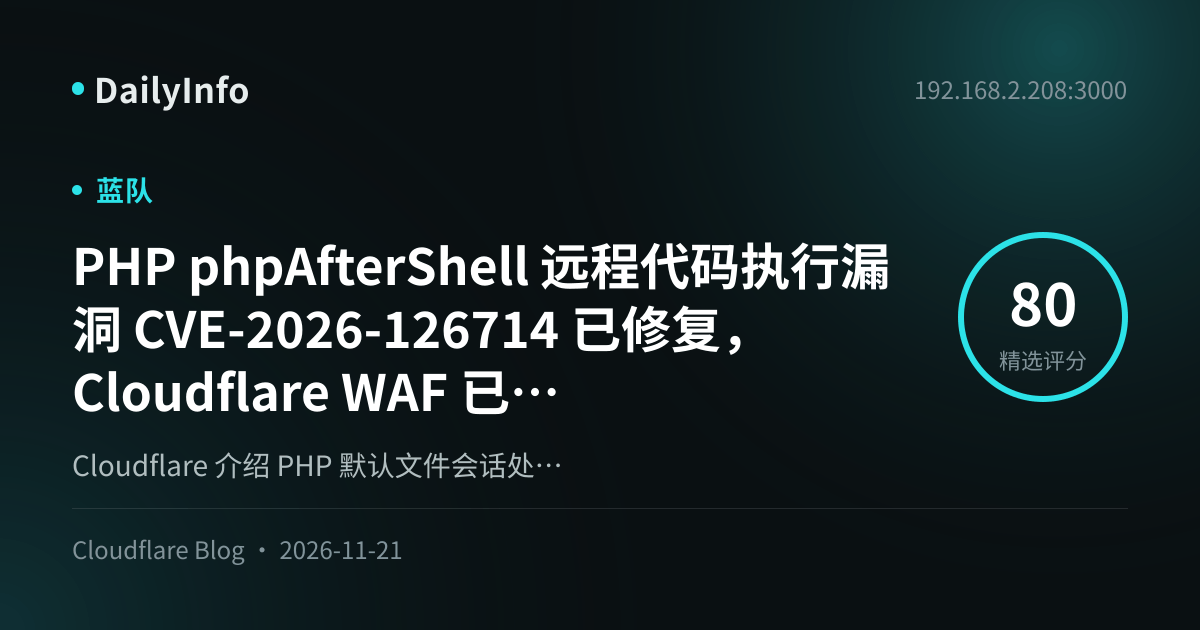 DailyInfo
192.168.2.208:3000
蓝队
PHP phpAfterShell 远程代码执行漏
洞 CVE-2026-126714 已修复，
Cloudflare WAF 已…
80
精选评分
Cloudflare 介绍 PHP 默认文件会话处…
Cloudflare Blog · 2026-11-21